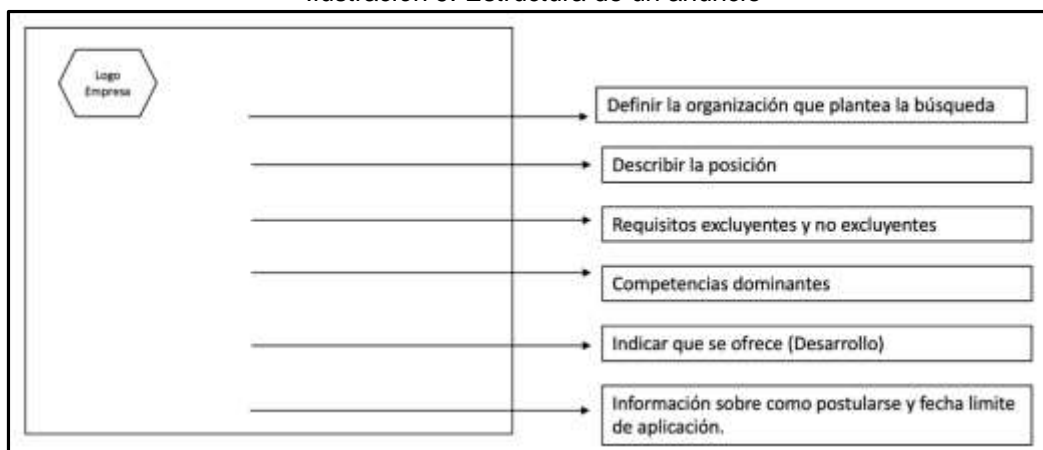 Logo
Empresa
Definir la organización que plantea la búsqueda
Describir la posición
Requisitos excluyentes y no excluyentes
Competencias dominantes
Indicar que se ofrece (Desarrollo)
Información sobre como postularse y fecha limite
de aplicación.